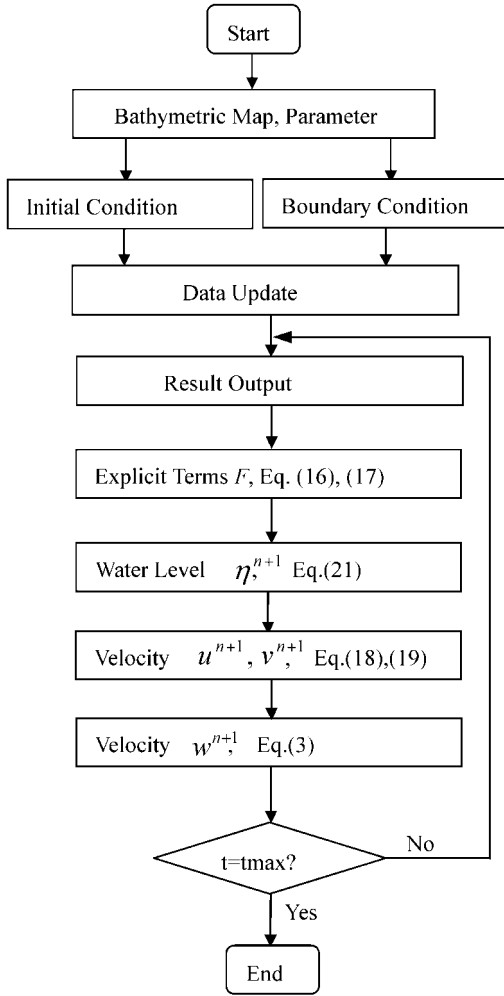 Start
Bathymetric Map, Parameter
Initial Condition
Boundary Condition
Data Update
Result Output
Explicit Terms F, Eq. (16), (17)
Water Level η,ⁿ⁺¹ Eq.(21)
Velocity uⁿ⁺¹, v,ⁿ⁺¹ Eq.(18),(19)
Velocity w,ⁿ⁺¹ Eq.(3)
t=tmax?
No
Yes
End